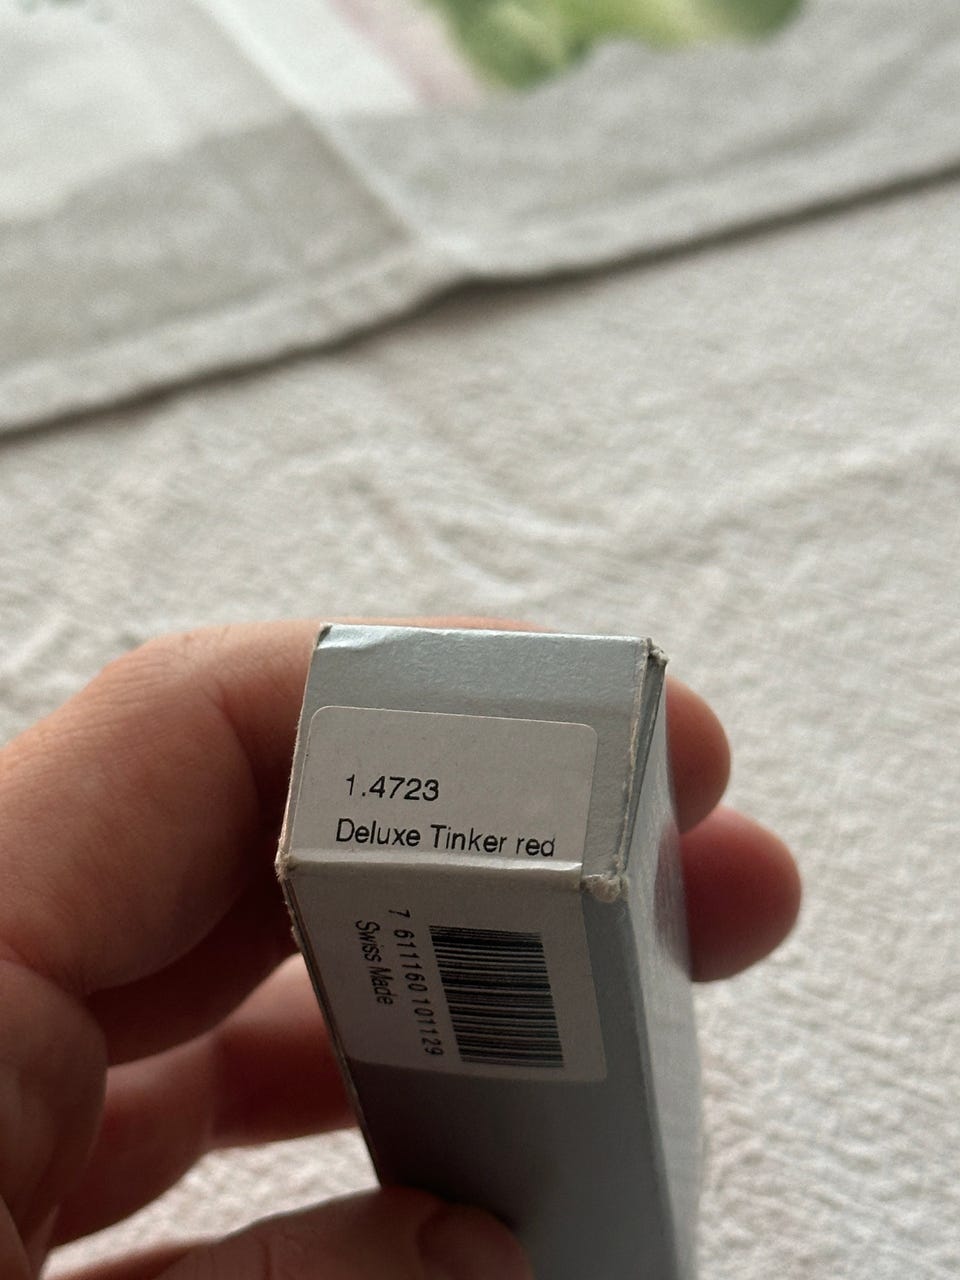 1.4723
Deluxe Tinker red
7 611160 101129
Swiss Made